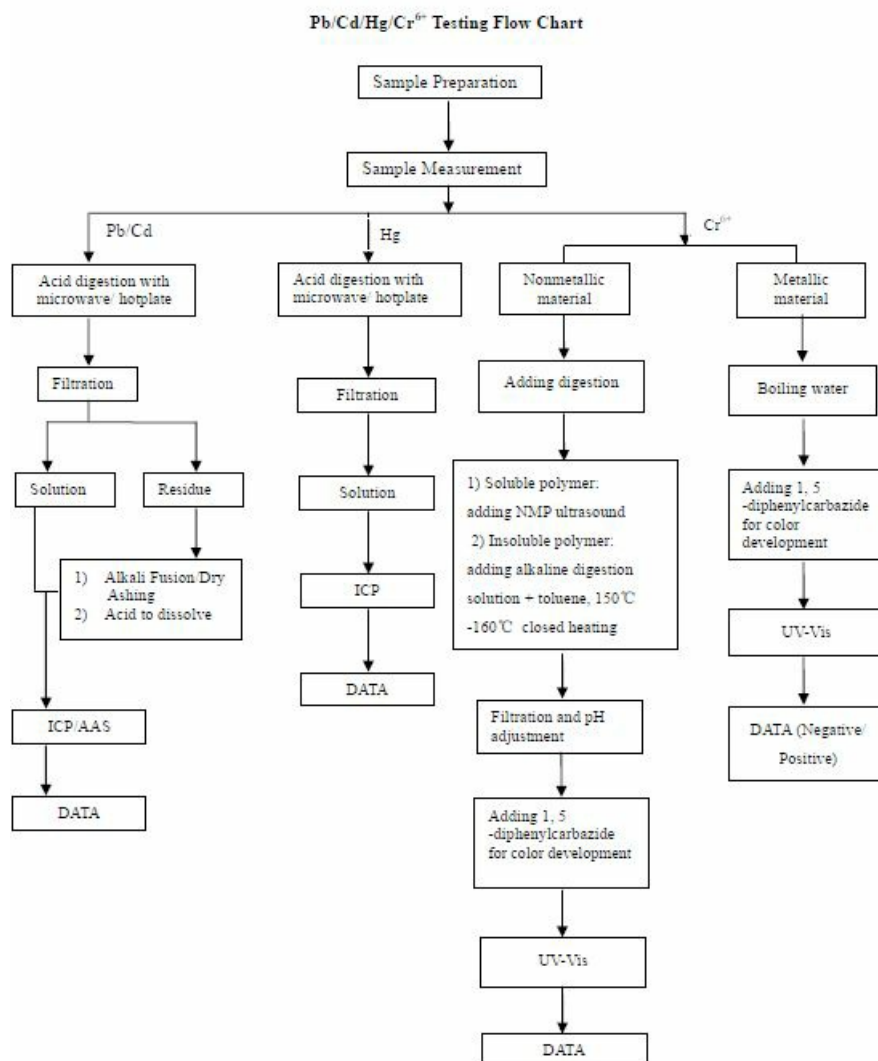 Pb/Cd/Hg/Cr⁶⁺ Testing Flow Chart
Sample Preparation
Sample Measurement
Pb/Cd
Hg
Cr⁶⁺
Acid digestion with
microwave/ hotplate
Acid digestion with
microwave/ hotplate
Nonmetallic
material
Metallic
material
Filtration
Filtration
Adding digestion
Boiling water
Solution
Residue
Solution
1) Soluble polymer:
adding NMP ultrasound
2) Insoluble polymer:
adding alkaline digestion
solution + toluene, 150℃
-160℃ closed heating
Adding 1, 5
-diphenylcarbazide
for color
development
1) Alkali Fusion/Dry
Ashing
2) Acid to dissolve
ICP
UV-Vis
DATA
ICP/AAS
Filtration and pH
adjustment
DATA (Negative/
Positive)
DATA
Adding 1, 5
-diphenylcarbazide
for color development
UV-Vis
DATA